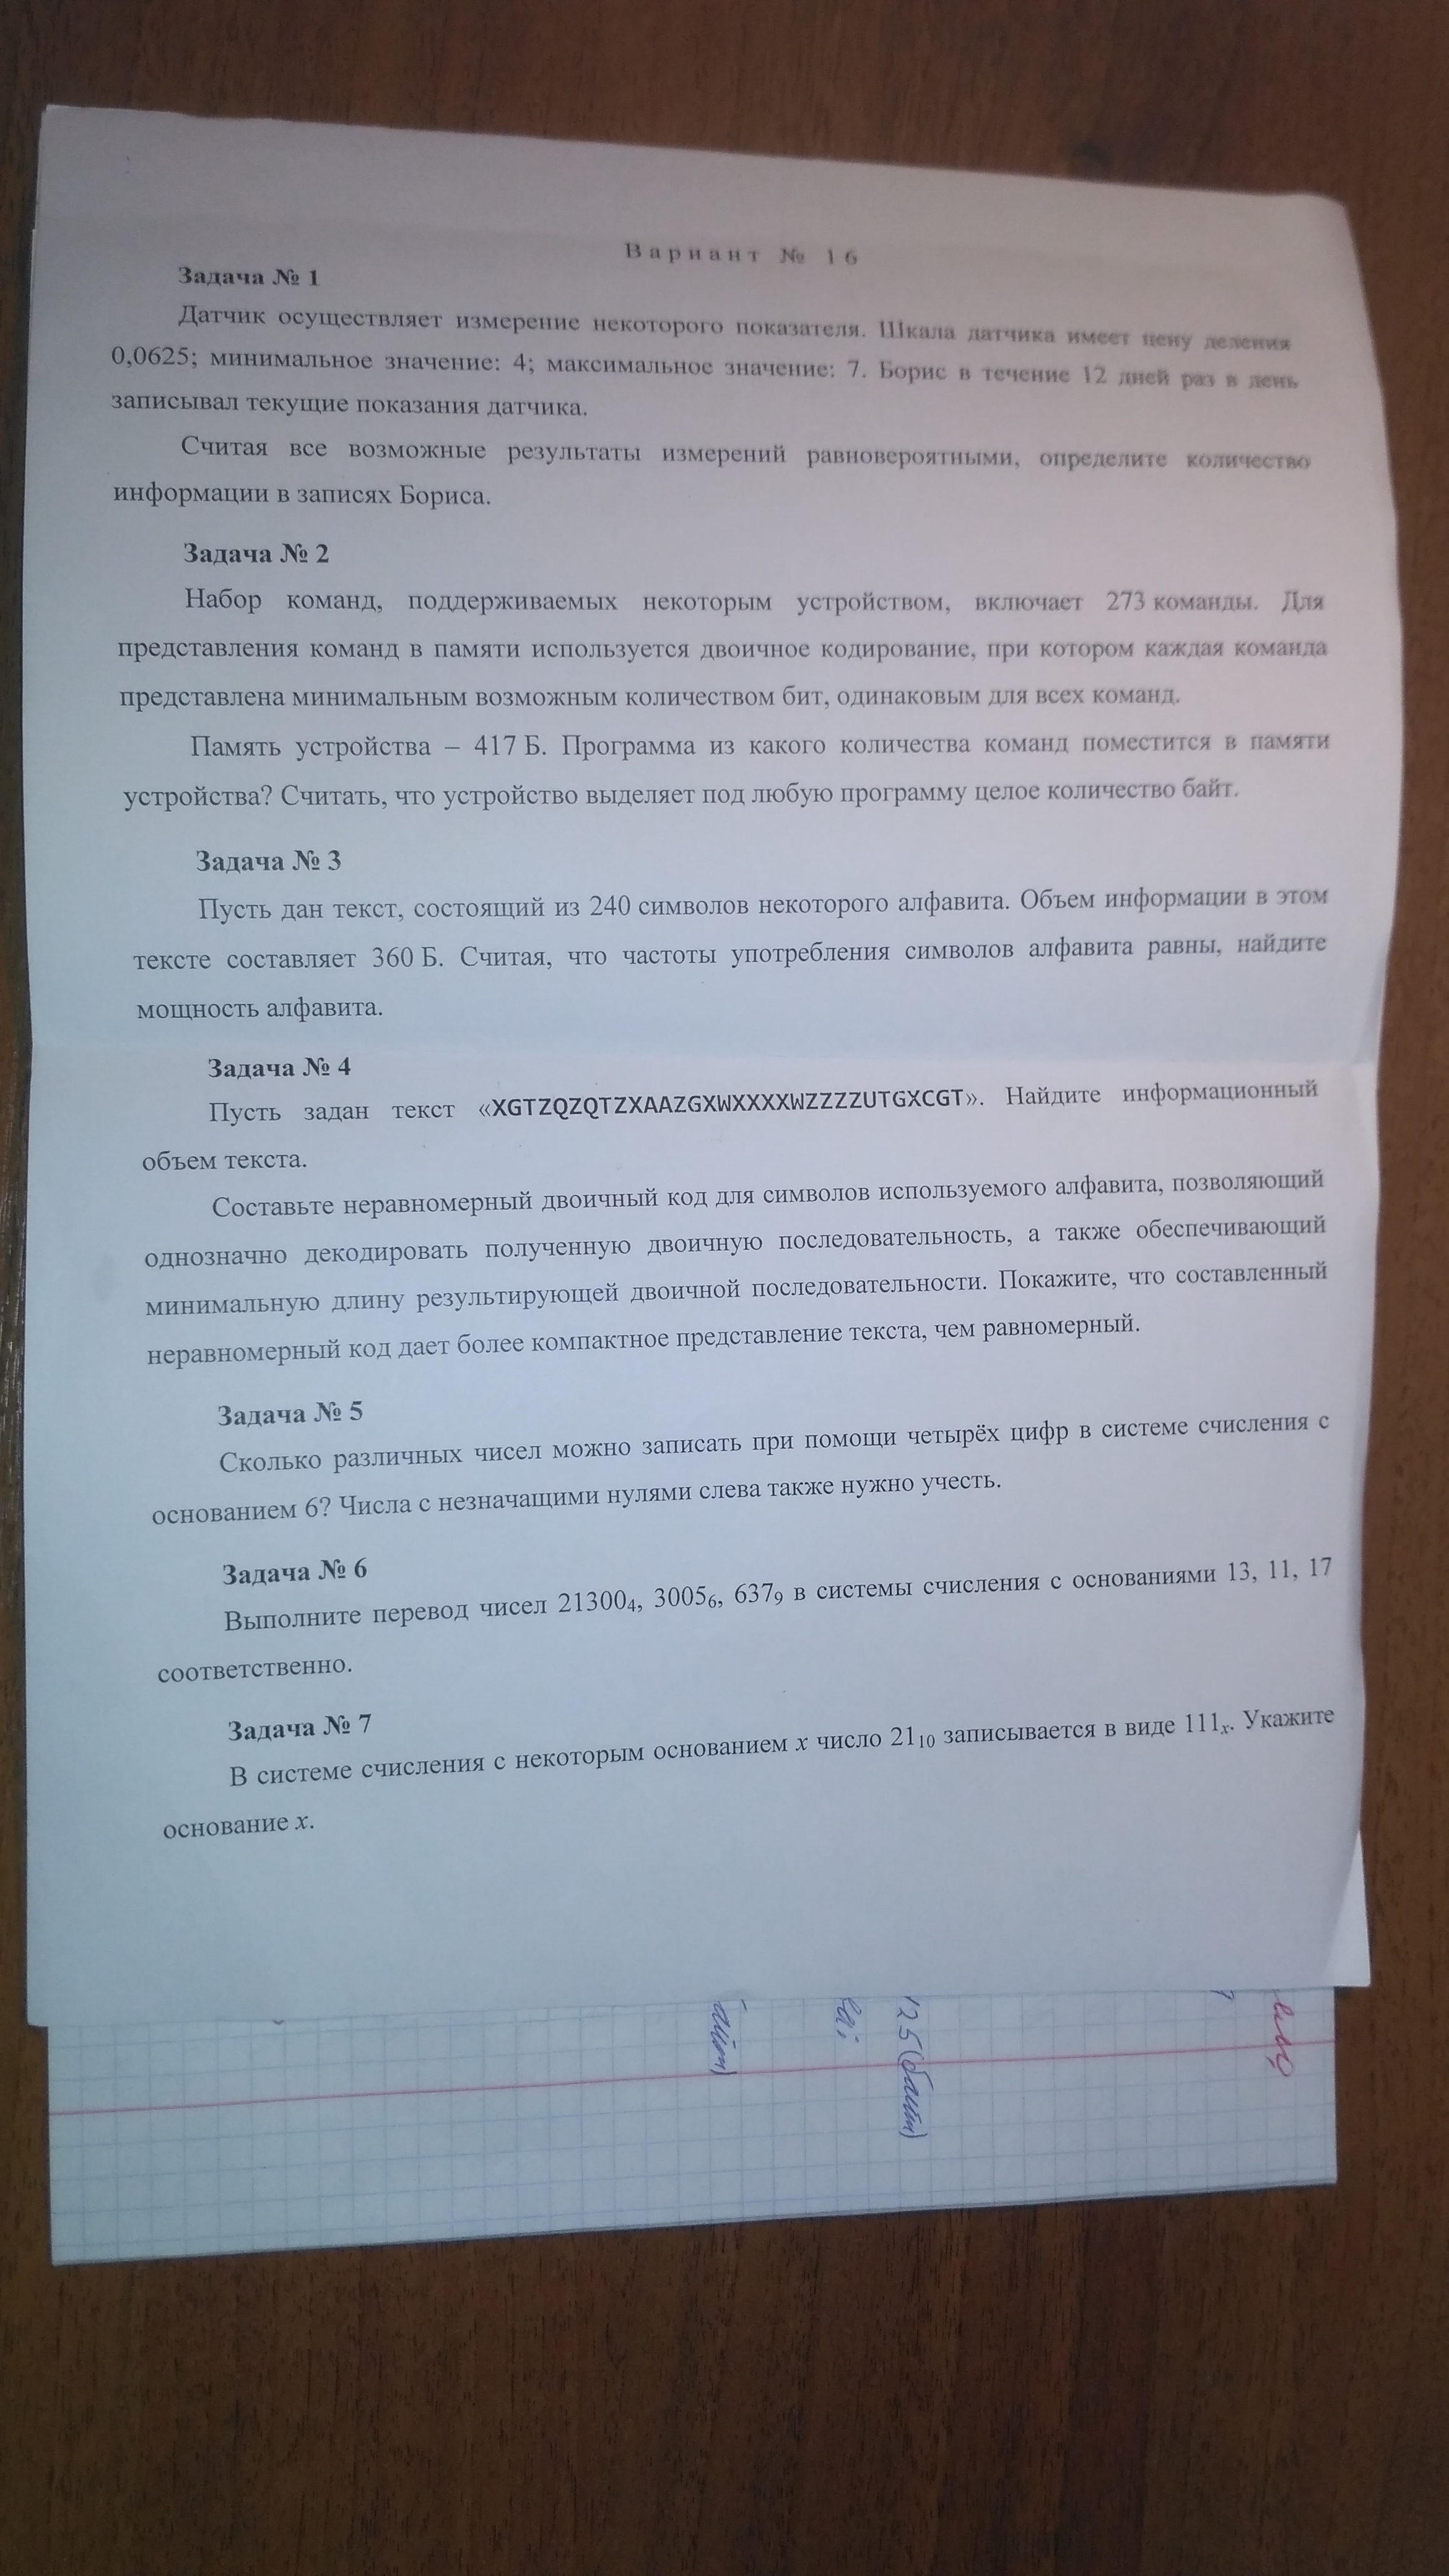 Вариант № 16
Задача № 1
Датчик осуществляет измерение некоторого показателя. Шкала датчика имеет цену деления
0,0625; минимальное значение: 4; максимальное значение: 7. Борис в течение 12 дней раз в день
записывал текущие показания датчика.
Считая все возможные результаты измерений равновероятными, определите количество
информации в записях Бориса.
Задача № 2
Набор команд, поддерживаемых некоторым устройством, включает 273 команды. Для
представления команд в памяти используется двоичное кодирование, при котором каждая команда
представлена минимальным возможным количеством бит, одинаковым для всех команд.
Память устройства – 417 Б. Программа из какого количества команд поместится в памяти
устройства? Считать, что устройство выделяет под любую программу целое количество байт.
Задача № 3
Пусть дан текст, состоящий из 240 символов некоторого алфавита. Объем информации в этом
тексте составляет 360 Б. Считая, что частоты употребления символов алфавита равны, найдите
мощность алфавита.
Задача № 4
Пусть задан текст «XGTZQZQTZXAAZGXWXXXXWZZZZUTGXCGT». Найдите информационный
объем текста.
Составьте неравномерный двоичный код для символов используемого алфавита, позволяющий
однозначно декодировать полученную двоичную последовательность, а также обеспечивающий
минимальную длину результирующей двоичной последовательности. Покажите, что составленный
неравномерный код дает более компактное представление текста, чем равномерный.
Задача № 5
Сколько различных чисел можно записать при помощи четырёх цифр в системе счисления с
основанием 6? Числа с незначащими нулями слева также нужно учесть.
Задача № 6
Выполните перевод чисел 21300₄, 3005₆, 637₉ в системы счисления с основаниями 13, 11, 17
соответственно.
Задача № 7
В системе счисления с некоторым основанием x число 21₁₀ записывается в виде 111ₓ. Укажите
основание x.
125 (байт)